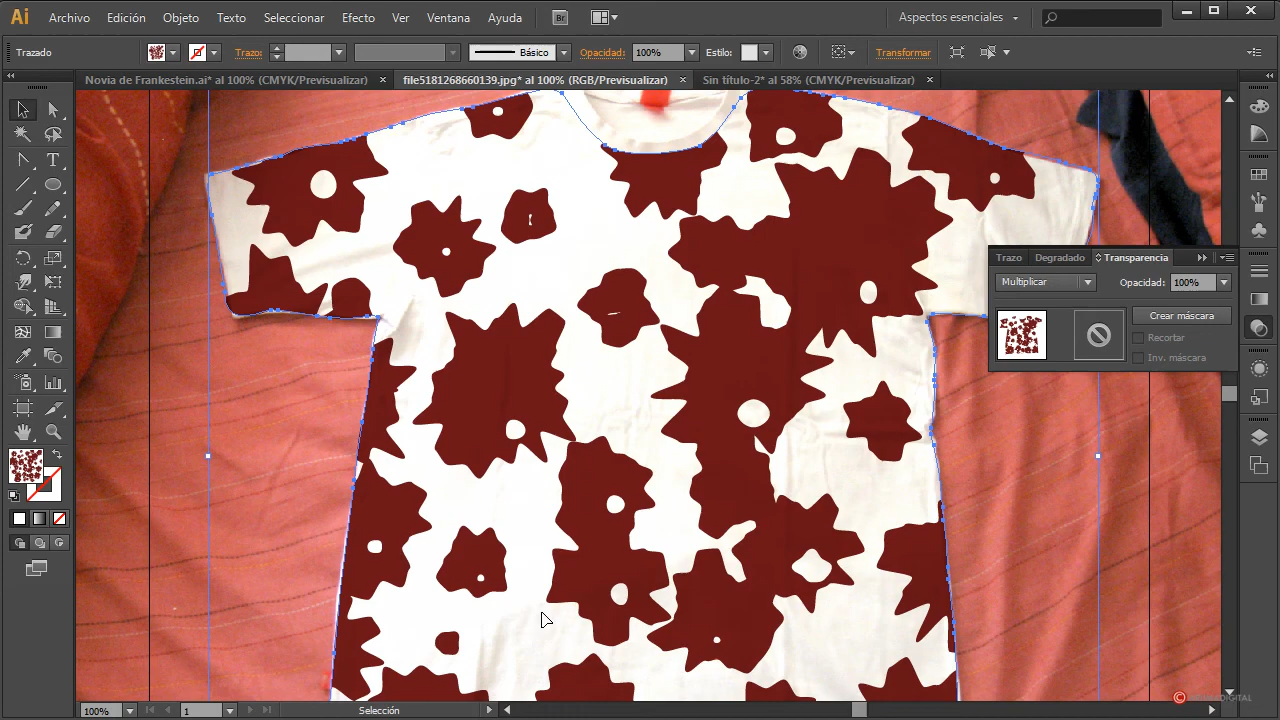 Ai Archivo Edición Objeto Texto Seleccionar Efecto Ver Ventana Ayuda Br Aspectos esenciales
Trazado Trazo: Básico Opacidad: 100% Estilo: Transformar
Novia de Frankestein.ai* al 100% (CMYK/Previsualizar) × file5181268660139.jpg* al 100% (RGB/Previsualizar) × Sin título-2* al 58% (CMYK/Previsualizar) ×
Trazo Degradado Transparencia
Multiplicar Opacidad: 100%
Crear máscara
Recortar
Inv. máscara
100% 1 Selección
DIGITAL